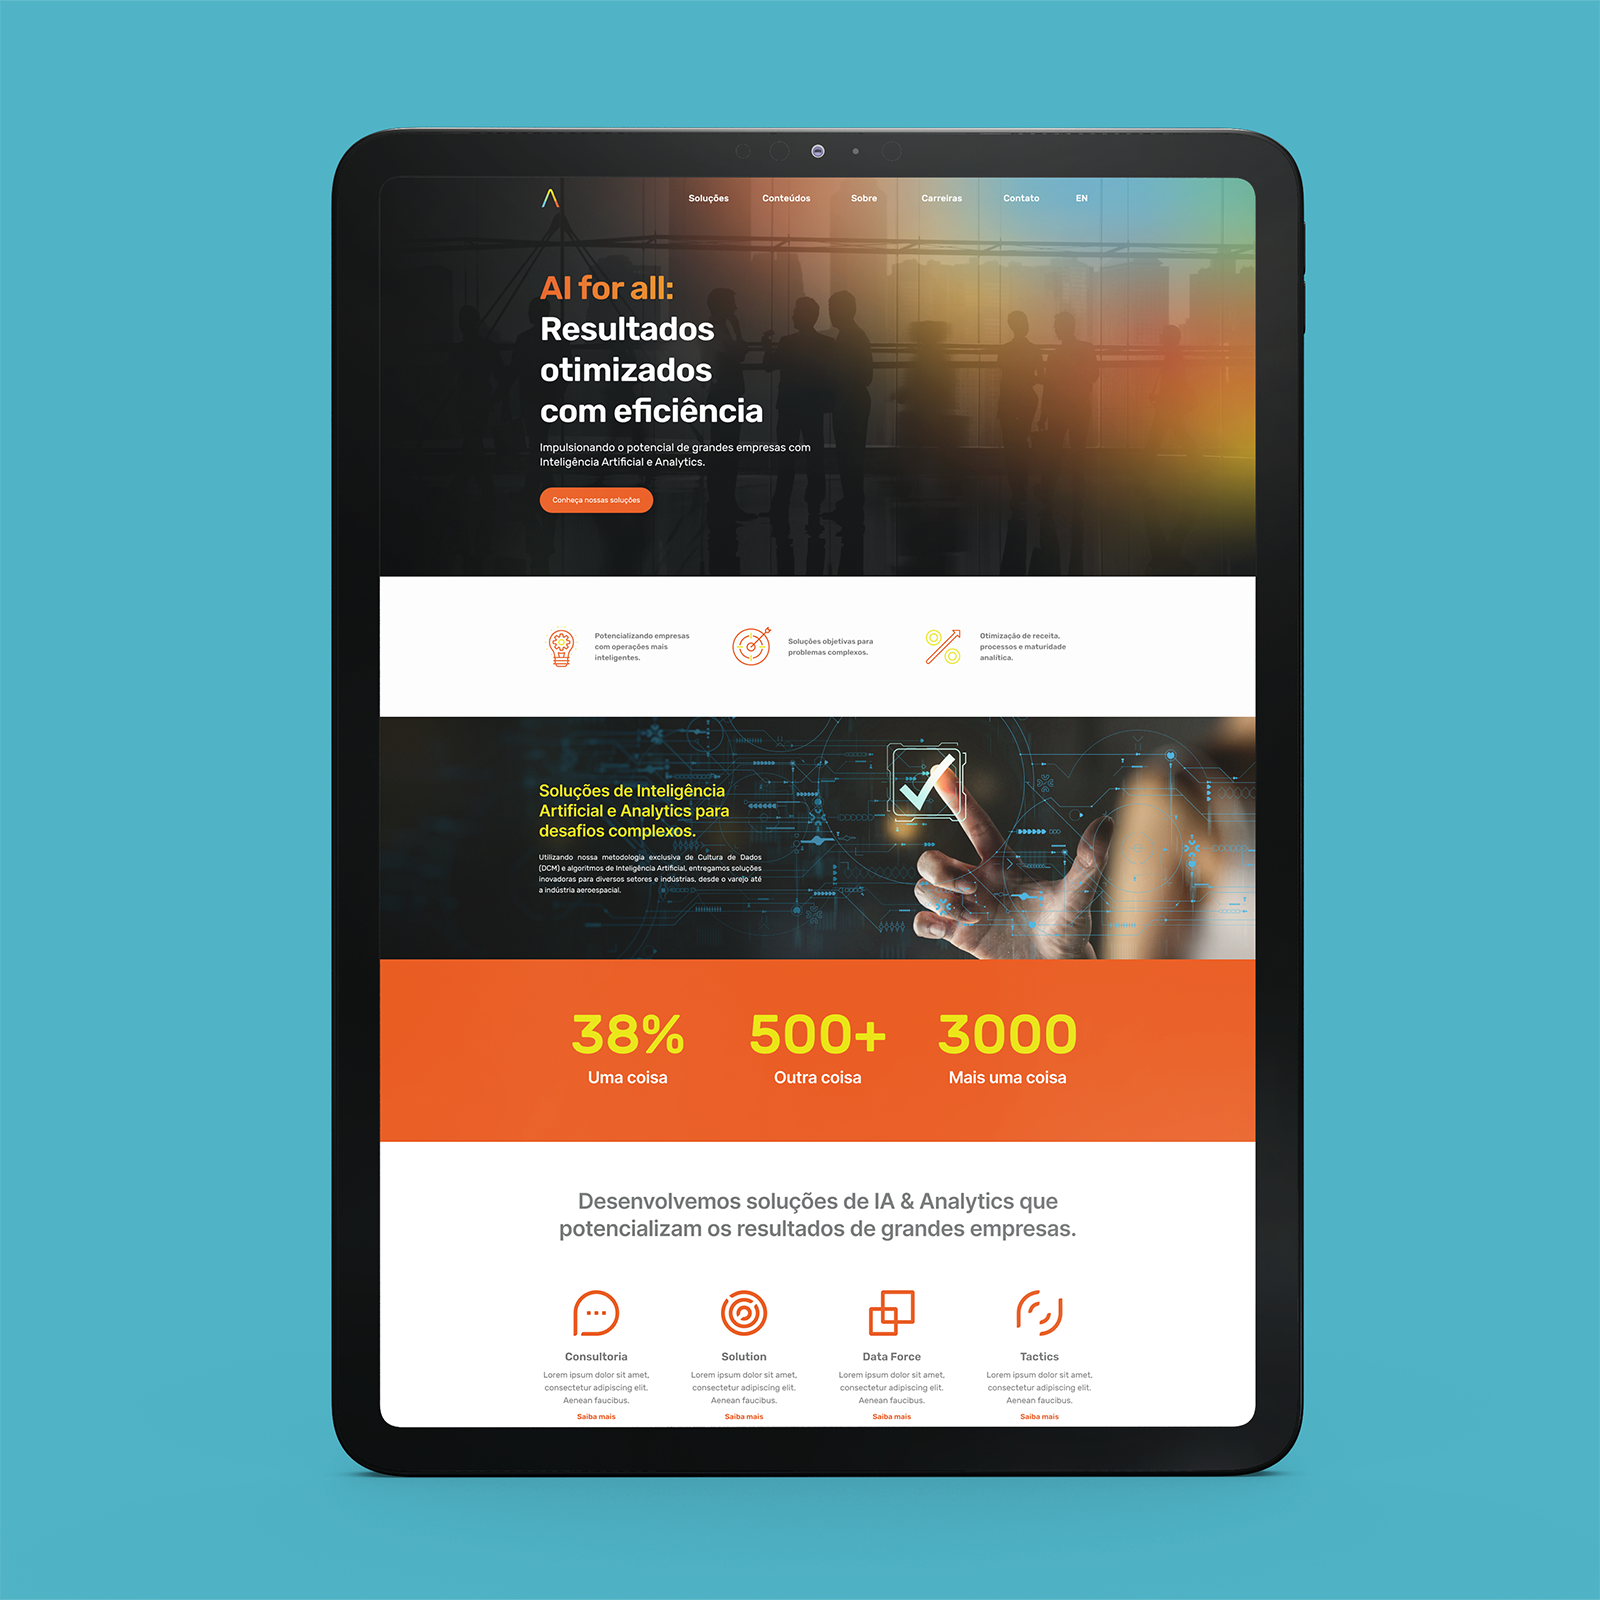 Soluções Conteúdos Sobre Carreiras Contato EN
AI for all:
Resultados
otimizados
com eficiência
Impulsionando o potencial de grandes empresas com
Inteligência Artificial e Analytics.
Conheça nossas soluções
Potencializando empresas
com operações mais
inteligentes.
Soluções objetivas para
problemas complexos.
Otimização de receita,
processos e maturidade
analítica.
Soluções de Inteligência
Artificial e Analytics para
desafios complexos.
Utilizando nossa metodologia exclusiva de Cultura de Dados
(DCM) e algoritmos de Inteligência Artificial, entregamos soluções
inovadoras para diversos setores e indústrias, desde o varejo até
a indústria aeroespacial.
38%
Uma coisa
500+
Outra coisa
3000
Mais uma coisa
Desenvolvemos soluções de IA & Analytics que
potencializam os resultados de grandes empresas.
Consultoria
Lorem ipsum dolor sit amet,
consectetur adipiscing elit.
Aenean faucibus.
Saiba mais
Solution
Lorem ipsum dolor sit amet,
consectetur adipiscing elit.
Aenean faucibus.
Saiba mais
Data Force
Lorem ipsum dolor sit amet,
consectetur adipiscing elit.
Aenean faucibus.
Saiba mais
Tactics
Lorem ipsum dolor sit amet,
consectetur adipiscing elit.
Aenean faucibus.
Saiba mais